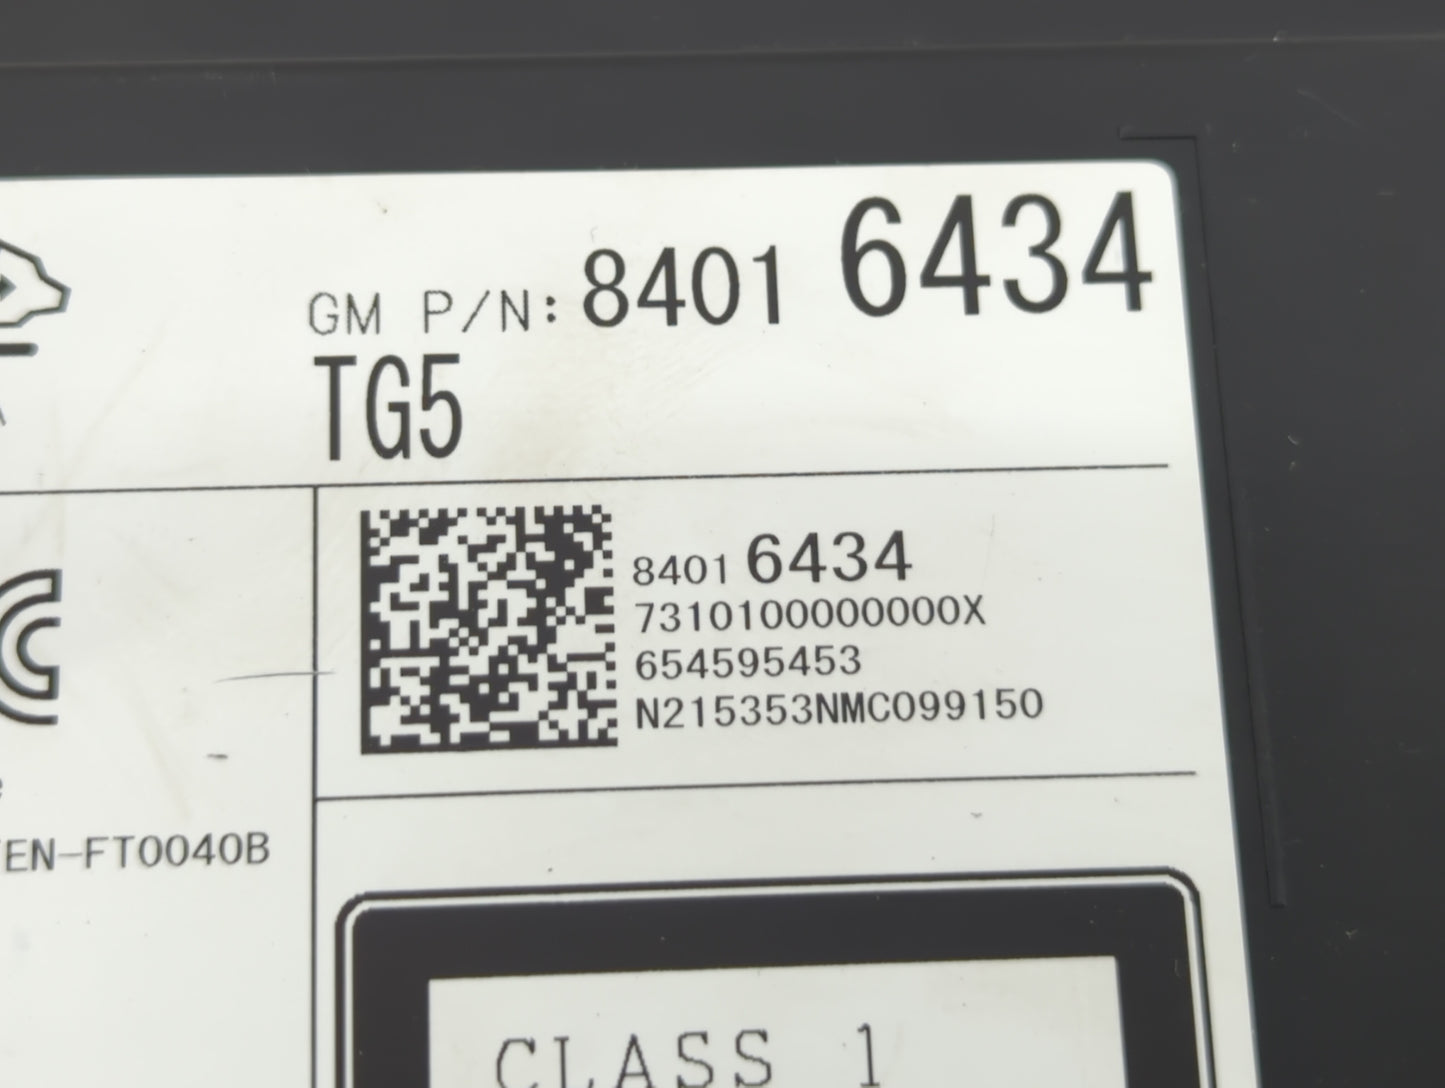 GM P/N: 8401 6434
TG5
8401 6434
7310100000000X
654595453
N215353NMC099150
EN-FT0040B
CLASS 1